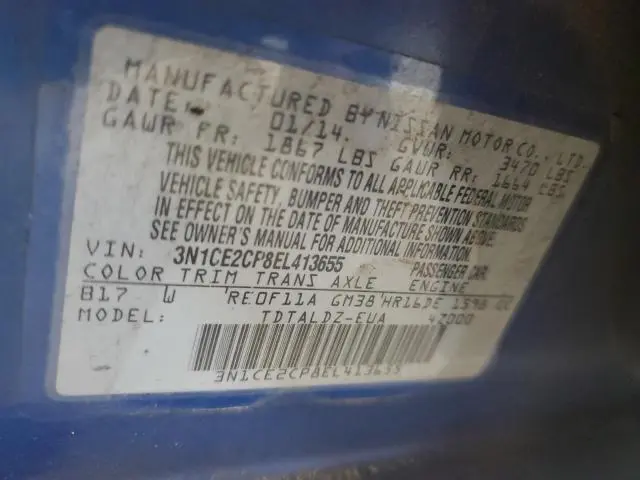 MANUFACTURED BY NISSAN MOTOR CO., LTD.
DATE: 01/14. GVWR: 3470 LBS
GAWR FR: 1867 LBS GAWR RR: 1664 LBS
THIS VEHICLE CONFORMS TO ALL APPLICABLE FEDERAL MOTOR
VEHICLE SAFETY, BUMPER AND THEFT PREVENTION STANDARDS
IN EFFECT ON THE DATE OF MANUFACTURE SHOWN ABOVE.
SEE OWNER'S MANUAL FOR ADDITIONAL INFORMATION.
VIN: 3N1CE2CP8EL413655 PASSENGER CAR
COLOR TRIM TRANS AXLE ENGINE
B17 W RE0F11A GM38 HR16DE 1598 CC
MODEL: TDTALDZ-EUA 42000
3N1CE2CP8EL413655